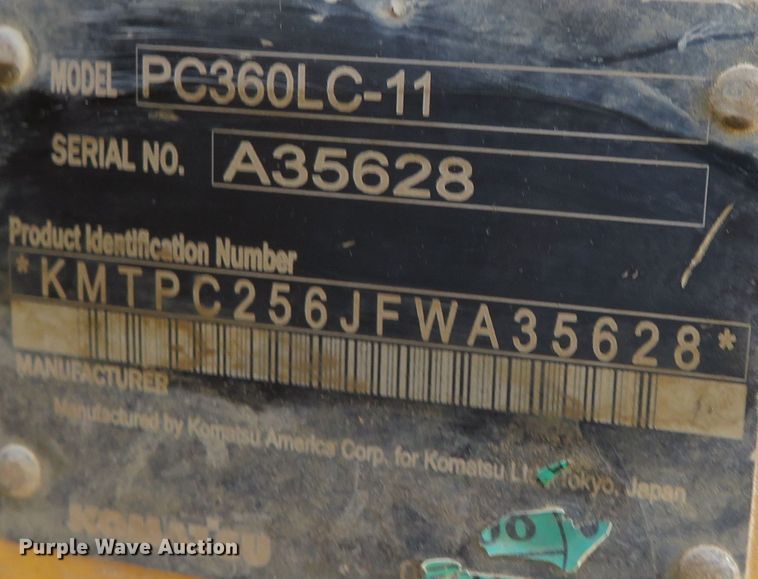 MODEL PC360LC-11
SERIAL NO. A35628
Product Identification Number
*KMTPC256JFWA35628*
MANUFACTURER
Manufactured by Komatsu America Corp. for Komatsu Tokyo, Japan
KOMATSU
Purple Wave Auction